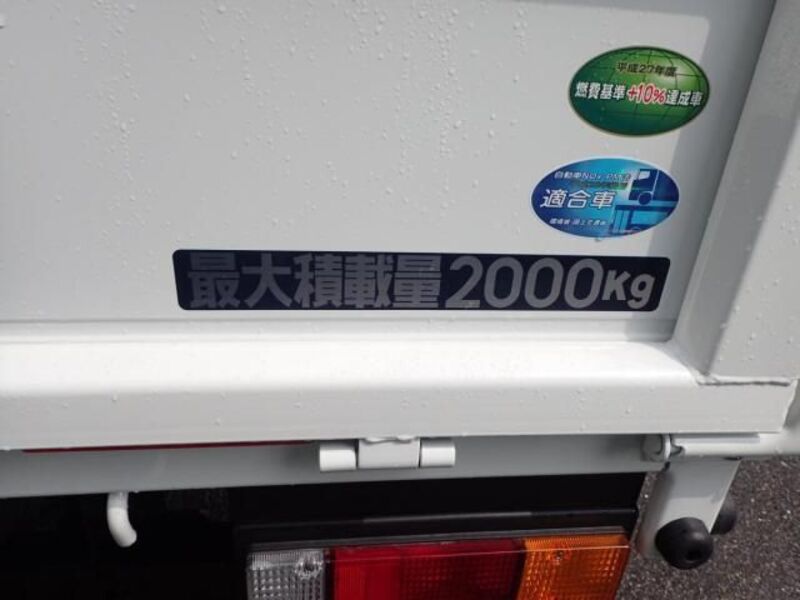 平成27年度
燃費基準+10%達成車
自動車NOx・PM法
適合車
最大積載量2000Kg